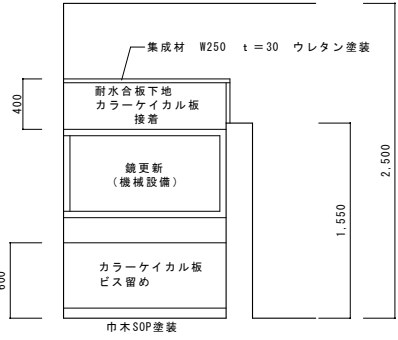 集成材 W250 t=30 ウレタン塗装
耐水合板下地
カラーケイカル板
接着
400
鏡更新
(機械設備)
2,500
1,550
カラーケイカル板
ビス留め
600
巾木SOP塗装